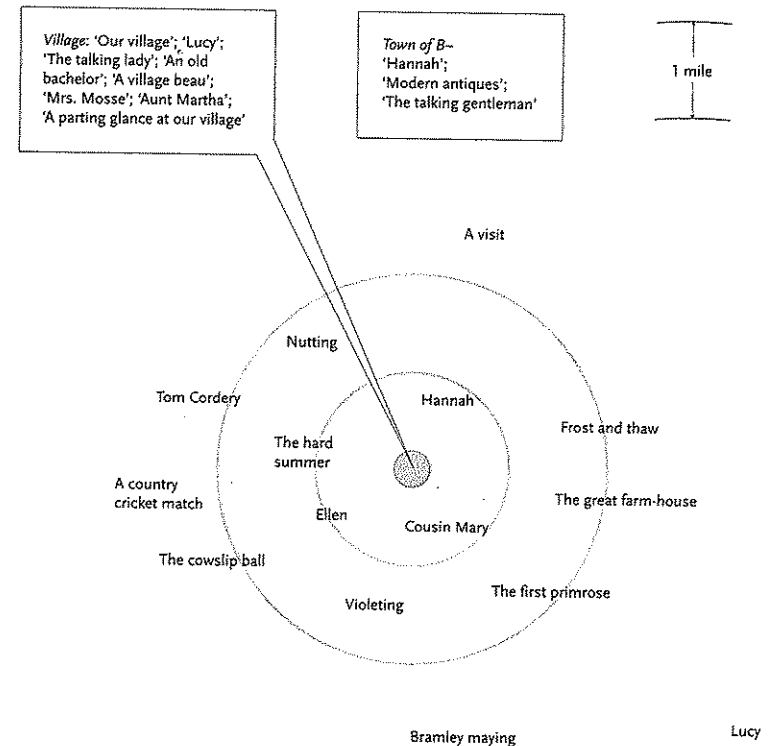 Village: ‘Our village’; ‘Lucy’;
‘The talking lady’; ‘An old
bachelor’; ‘A village beau’;
‘Mrs. Mosse’; ‘Aunt Martha’;
‘A parting glance at our village’
Town of B–
‘Hannah’;
‘Modern antiques’;
‘The talking gentleman’
1 mile
A visit
Nutting
Tom Cordery
Hannah
Frost and thaw
The hard
summer
A country
cricket match
The great farm-house
Ellen
Cousin Mary
The cowslip ball
The first primrose
Violeting
Bramley maying
Lucy